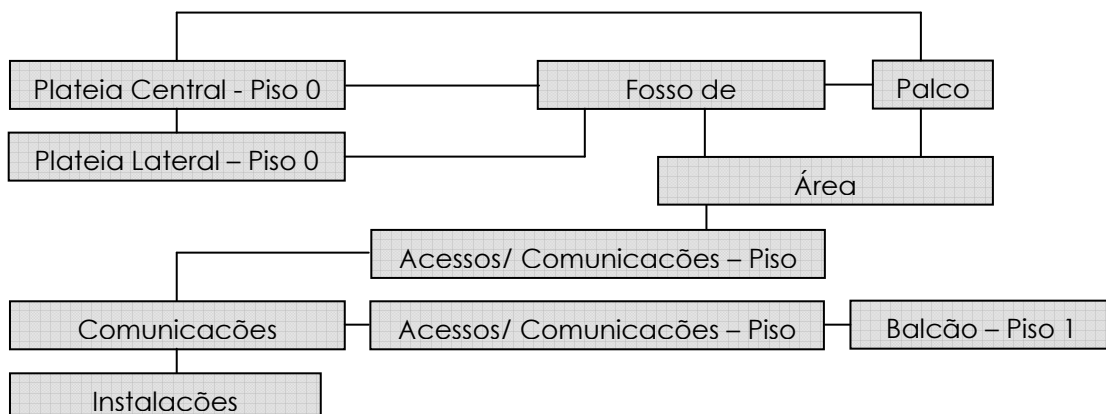 Plateia Central - Piso 0
Fosso de
Palco
Plateia Lateral – Piso 0
Área
Acessos/ Comunicacões – Piso
Comunicacões
Acessos/ Comunicacões – Piso
Balcão – Piso 1
Instalacões